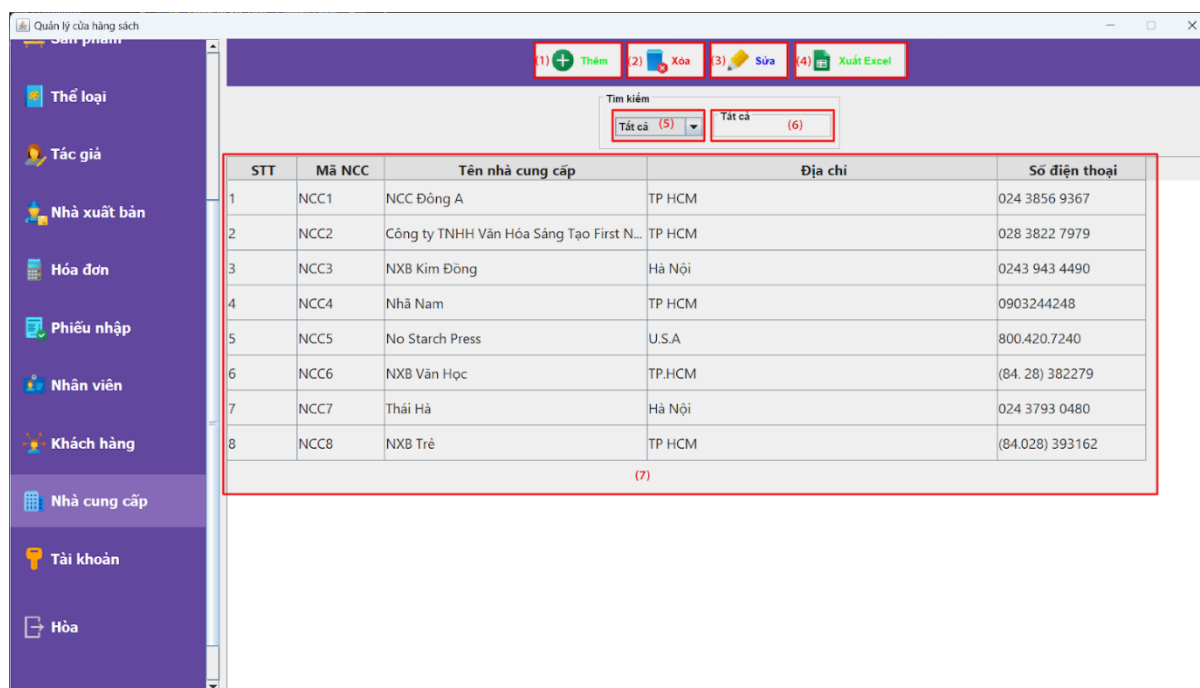 Quản lý cửa hàng sách
Sản phẩm
Thể loại
Tác giả
Nhà xuất bản
Hóa đơn
Phiếu nhập
Nhân viên
Khách hàng
Nhà cung cấp
Tài khoản
Hòa
(1) Thêm (2) Xóa (3) Sửa (4) Xuất Excel
Tìm kiếm
Tất cả (5) Tất cả (6)
STT Mã NCC Tên nhà cung cấp Địa chỉ Số điện thoại
1 NCC1 NCC Đông A TP HCM 024 3856 9367
2 NCC2 Công ty TNHH Văn Hóa Sáng Tạo First N... TP HCM 028 3822 7979
3 NCC3 NXB Kim Đồng Hà Nội 0243 943 4490
4 NCC4 Nhã Nam TP HCM 0903244248
5 NCC5 No Starch Press U.S.A 800.420.7240
6 NCC6 NXB Văn Học TP.HCM (84. 28) 382279
7 NCC7 Thái Hà Hà Nội 024 3793 0480
8 NCC8 NXB Trẻ TP HCM (84.028) 393162
(7)